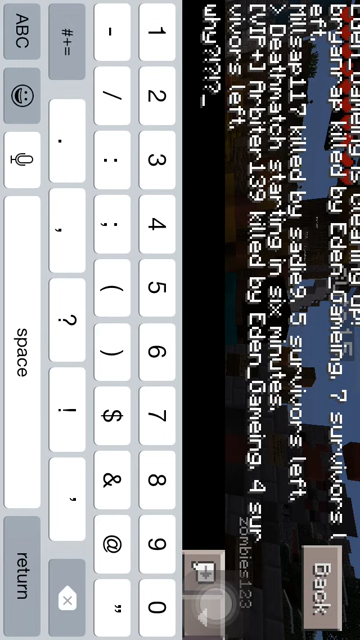 Eden_Gameing is cheating !P!
Bryanrap killed by Eden_Gameing. 7 survivors l
eft.
Millsap117 killed by sadie9. 5 survivors left.
> Deathmatch starting in six minutes.
[VIP+] Arbiter139 killed by Eden_Gameing. 4 sur
vivors left.
why?!?!?_
Back
zombies123
1 2 3 4 5 6 7 8 9 0
- / : ; ( ) $ & @ "
#+= . , ? ! '
ABC space return